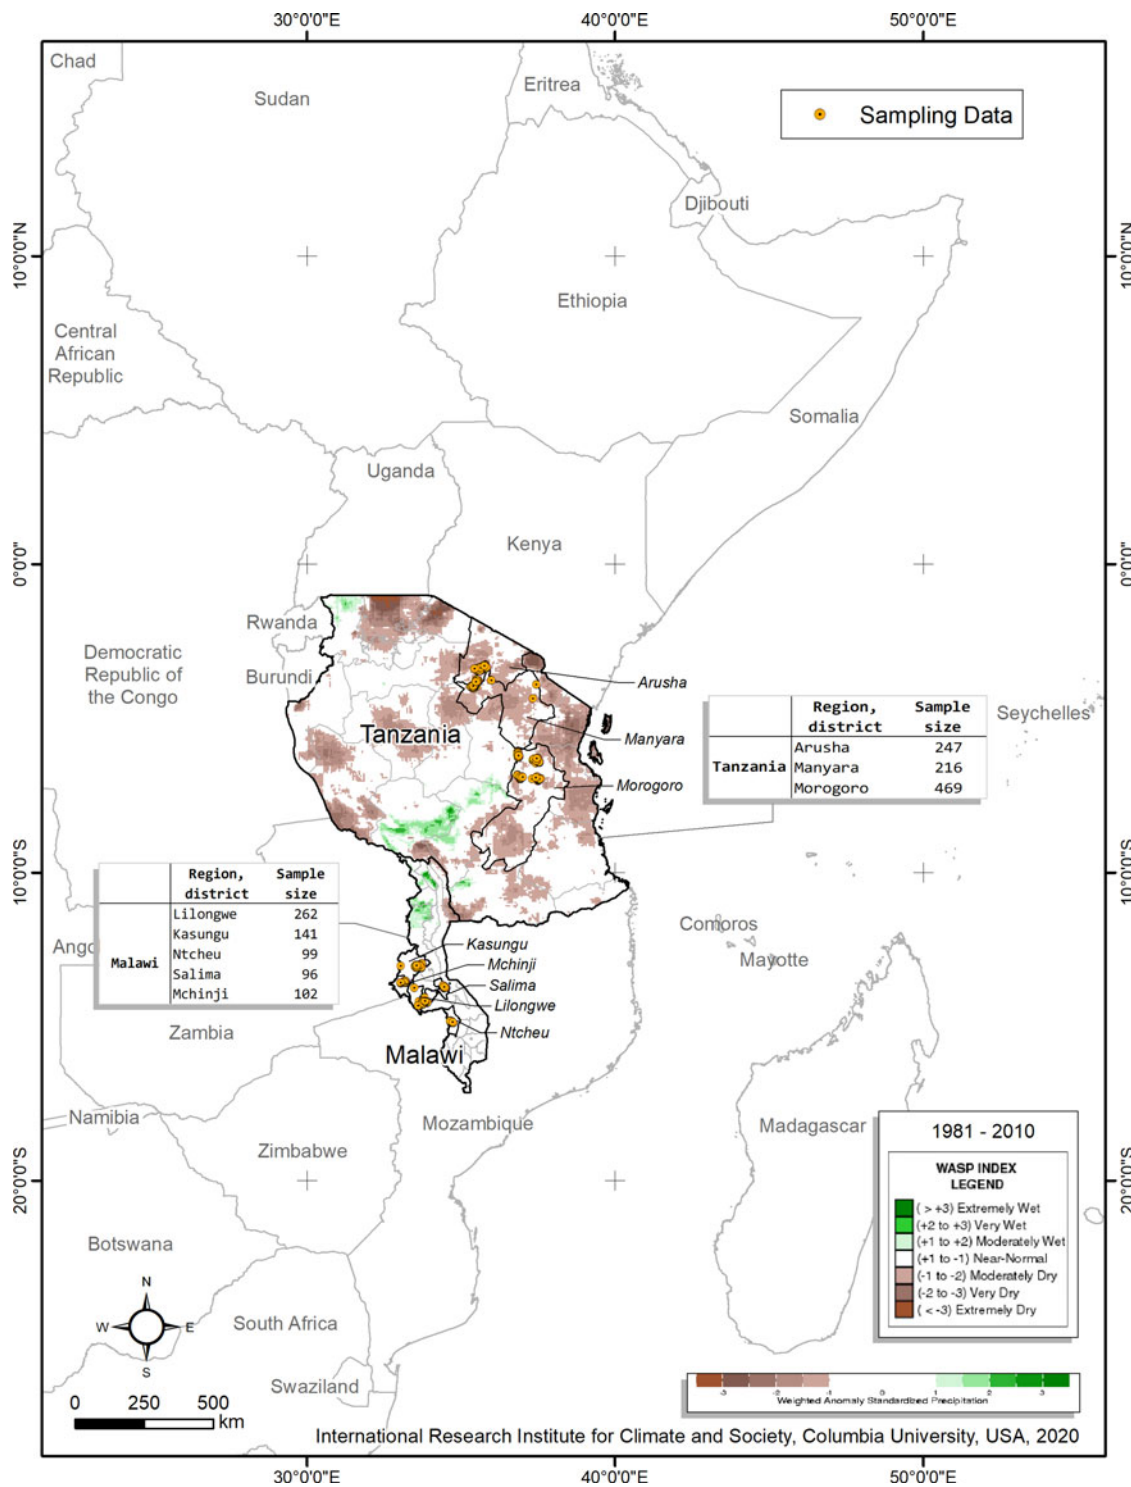 30°0'0"E 40°0'0"E 50°0'0"E
Chad
Sudan
Eritrea
Sampling Data
Djibouti
10°0'0"N
10°0'0"N
Ethiopia
Central
African
Republic
Somalia
Uganda
Kenya
0°0'0"
0°0'0"
Rwanda
Burundi
Democratic
Republic of
the Congo
Arusha
Tanzania
Manyara
Morogoro
Seychelles
Region, district Sample size
Tanzania
Arusha 247
Manyara 216
Morogoro 469
10°0'0"S
10°0'0"S
Region, district Sample size
Malawi
Lilongwe 262
Kasungu 141
Ntcheu 99
Salima 96
Mchinji 102
Ango
Kasungu
Mchinji
Salima
Lilongwe
Ntcheu
Malawi
Comoros
Mayotte
Zambia
Namibia
Mozambique
Madagascar
Zimbabwe
20°0'0"S
20°0'0"S
Botswana
South Africa
Swaziland
1981 - 2010
WASP INDEX
LEGEND
( > +3) Extremely Wet
(+2 to +3) Very Wet
(+1 to +2) Moderately Wet
(+1 to -1) Near-Normal
(-1 to -2) Moderately Dry
(-2 to -3) Very Dry
( < -3) Extremely Dry
N
W E
S
0 250 500
km
-3 -2 -1 0 1 2 3
Weighted Anomaly Standardized Precipitation
International Research Institute for Climate and Society, Columbia University, USA, 2020
30°0'0"E 40°0'0"E 50°0'0"E